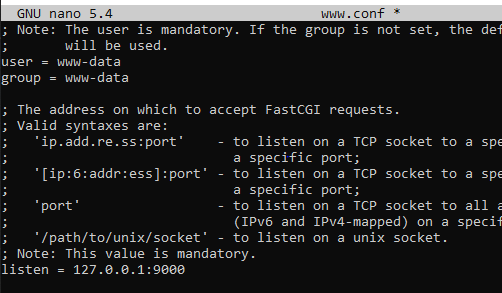 GNU nano 5.4 www.conf *
; Note: The user is mandatory. If the group is not set, the def
; will be used.
user = www-data
group = www-data
; The address on which to accept FastCGI requests.
; Valid syntaxes are:
; 'ip.add.re.ss:port' - to listen on a TCP socket to a spe
; a specific port;
; '[ip:6:addr:ess]:port' - to listen on a TCP socket to a spe
; a specific port;
; 'port' - to listen on a TCP socket to all a
; (IPv6 and IPv4-mapped) on a specif
; '/path/to/unix/socket' - to listen on a unix socket.
; Note: This value is mandatory.
listen = 127.0.0.1:9000